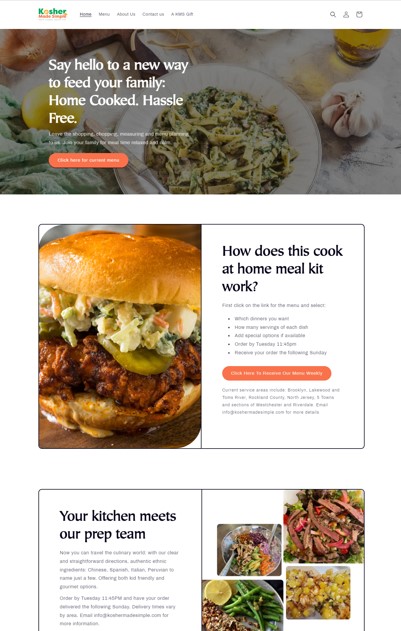 Kosher
Made Simple
Home Menu About Us Contact us A KMS Gift
Say hello to a new way
to feed your family:
Home Cooked. Hassle
Free.
Leave the shopping, chopping, measuring and menu planning
to us. Join your family for meal time relaxed and calm.
Click here for current menu
How does this cook
at home meal kit
work?
First click on the link for the menu and select:
Which dinners you want
How many servings of each dish
Add special options if available
Order by Tuesday 11:45pm
Receive your order the following Sunday
Click Here To Receive Our Menu Weekly
Current service areas include: Brooklyn, Lakewood and
Toms River, Rockland County, North Jersey, 5 Towns
and sections of Westchester and Riverdale. Email
info@koshermadesimple.com for more details
Your kitchen meets
our prep team
Now you can travel the culinary world: with our clear
and straightforward directions, authentic ethnic
ingredients: Chinese, Spanish, Italian, Peruvian to
name just a few. Offering both kid friendly and
gourmet options.
Order by Tuesday 11:45PM and have your order
delivered the following Sunday. Delivery times vary
by area. Email info@koshermadesimple.com for
more information.